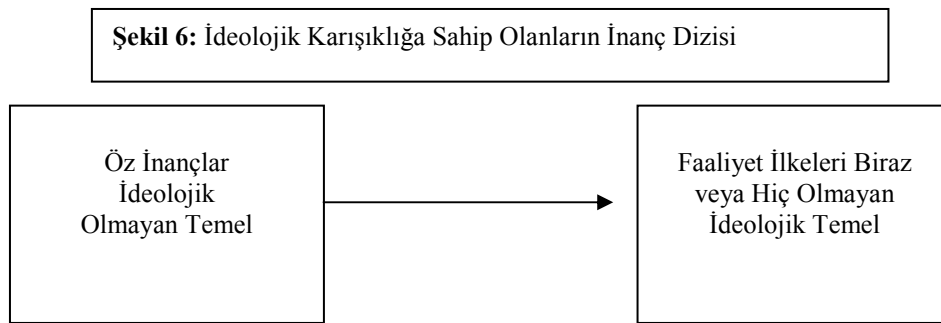 Şekil 6: İdeolojik Karışıklığa Sahip Olanların İnanç Dizisi
Öz İnançlar
İdeolojik
Olmayan Temel
Faaliyet İlkeleri Biraz
veya Hiç Olmayan
İdeolojik Temel